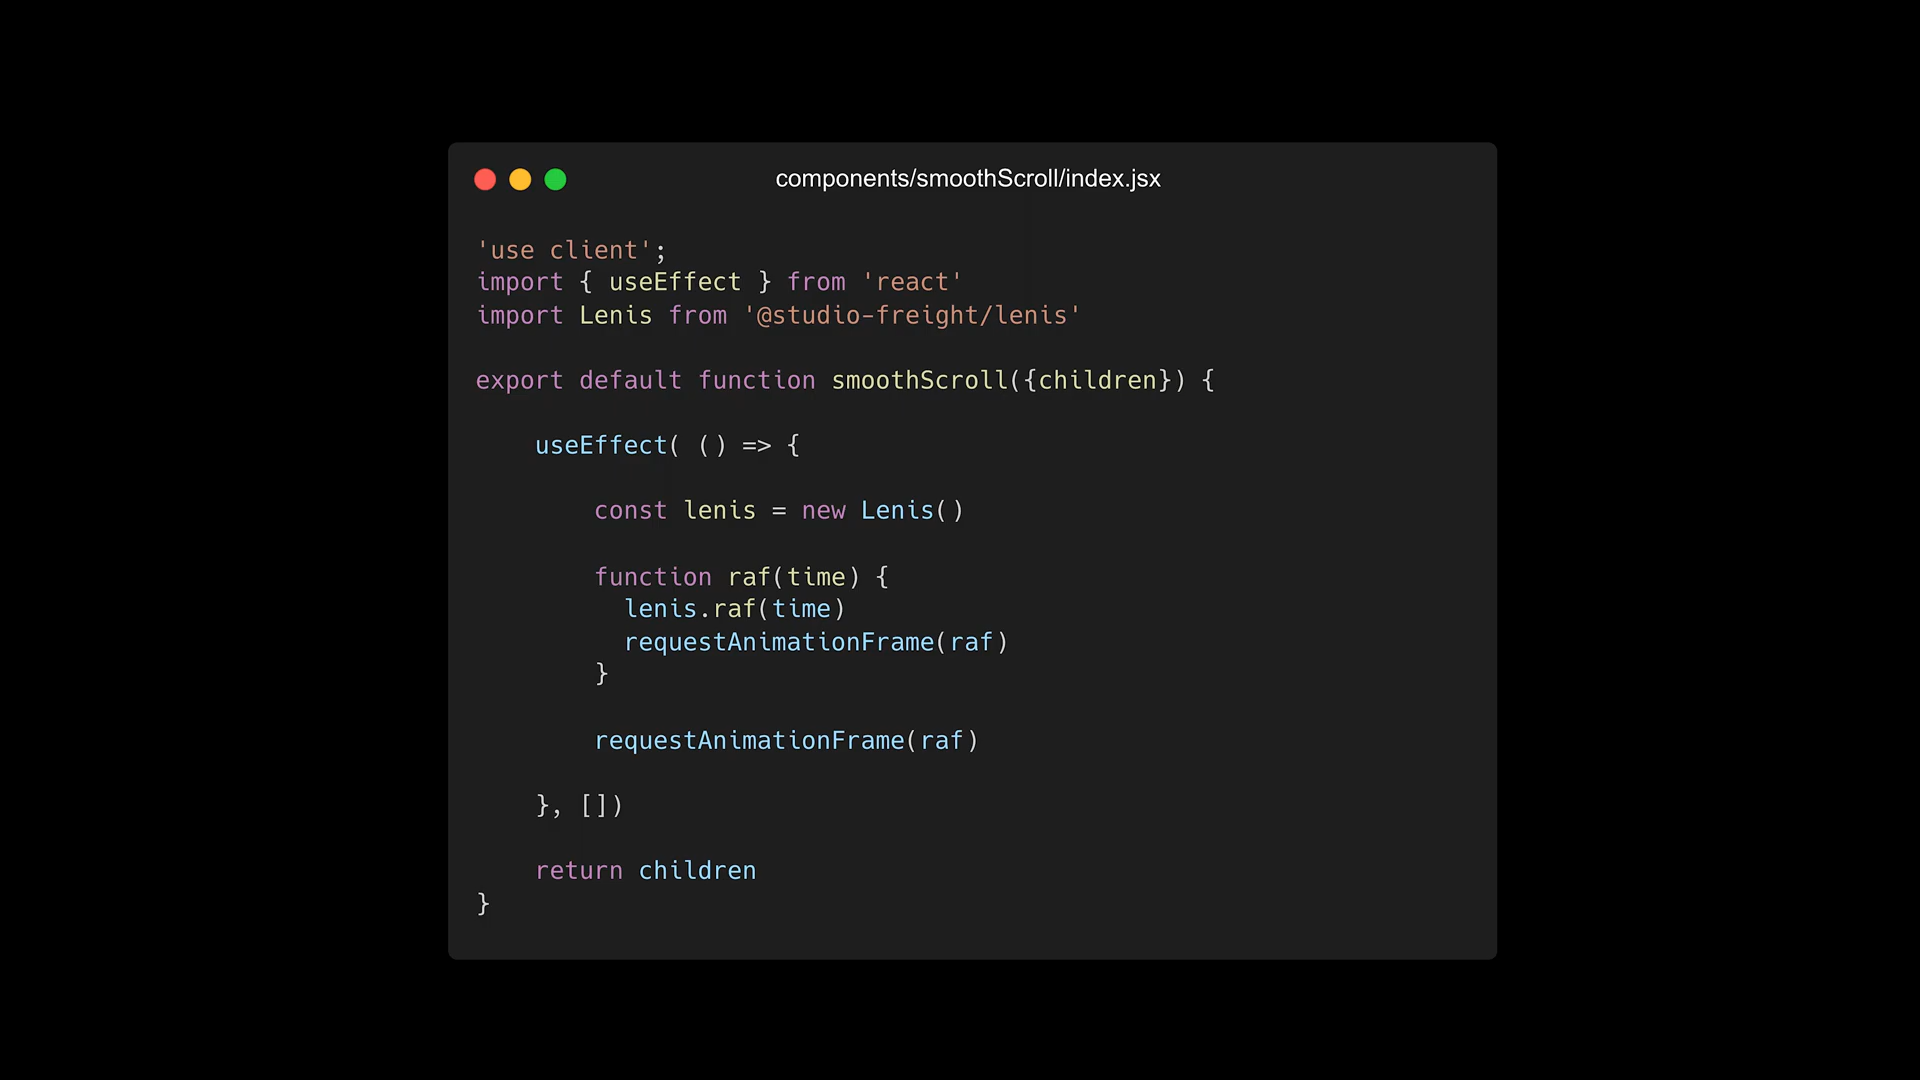 components/smoothScroll/index.jsx
'use client';
import { useEffect } from 'react'
import Lenis from '@studio-freight/lenis'
export default function smoothScroll({children}) {
useEffect( () => {
const lenis = new Lenis()
function raf(time) {
lenis.raf(time)
requestAnimationFrame(raf)
}
requestAnimationFrame(raf)
}, [])
return children
}